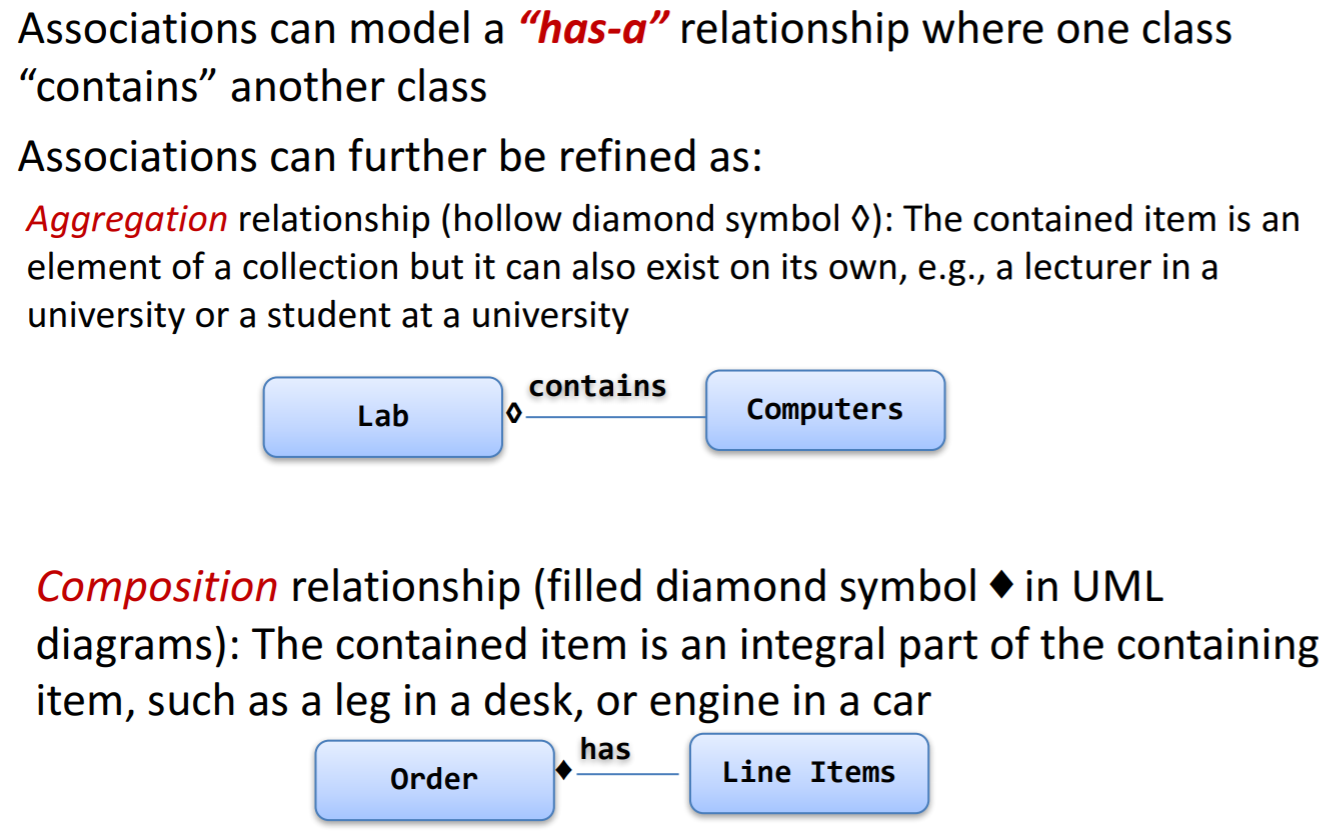 Associations can model a “has-a” relationship where one class
“contains” another class
Associations can further be refined as:
Aggregation relationship (hollow diamond symbol ◊): The contained item is an
element of a collection but it can also exist on its own, e.g., a lecturer in a
university or a student at a university
contains
Lab ◊ Computers
Composition relationship (filled diamond symbol ♦ in UML
diagrams): The contained item is an integral part of the containing
item, such as a leg in a desk, or engine in a car
has
Order ♦ Line Items